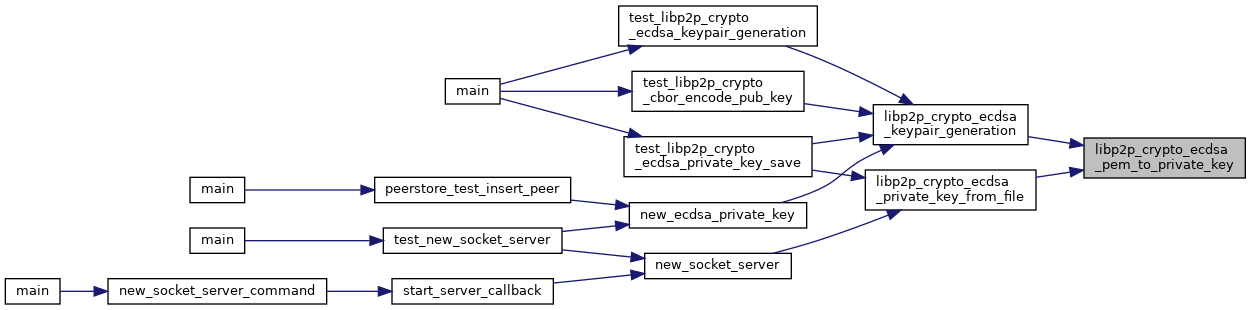 test_libp2p_crypto
_ecdsa_keypair_generation
main
test_libp2p_crypto
_cbor_encode_pub_key
libp2p_crypto_ecdsa
_keypair_generation
libp2p_crypto_ecdsa
_pem_to_private_key
test_libp2p_crypto
_ecdsa_private_key_save
main
peerstore_test_insert_peer
libp2p_crypto_ecdsa
_private_key_from_file
new_ecdsa_private_key
main
test_new_socket_server
new_socket_server
main
new_socket_server_command
start_server_callback